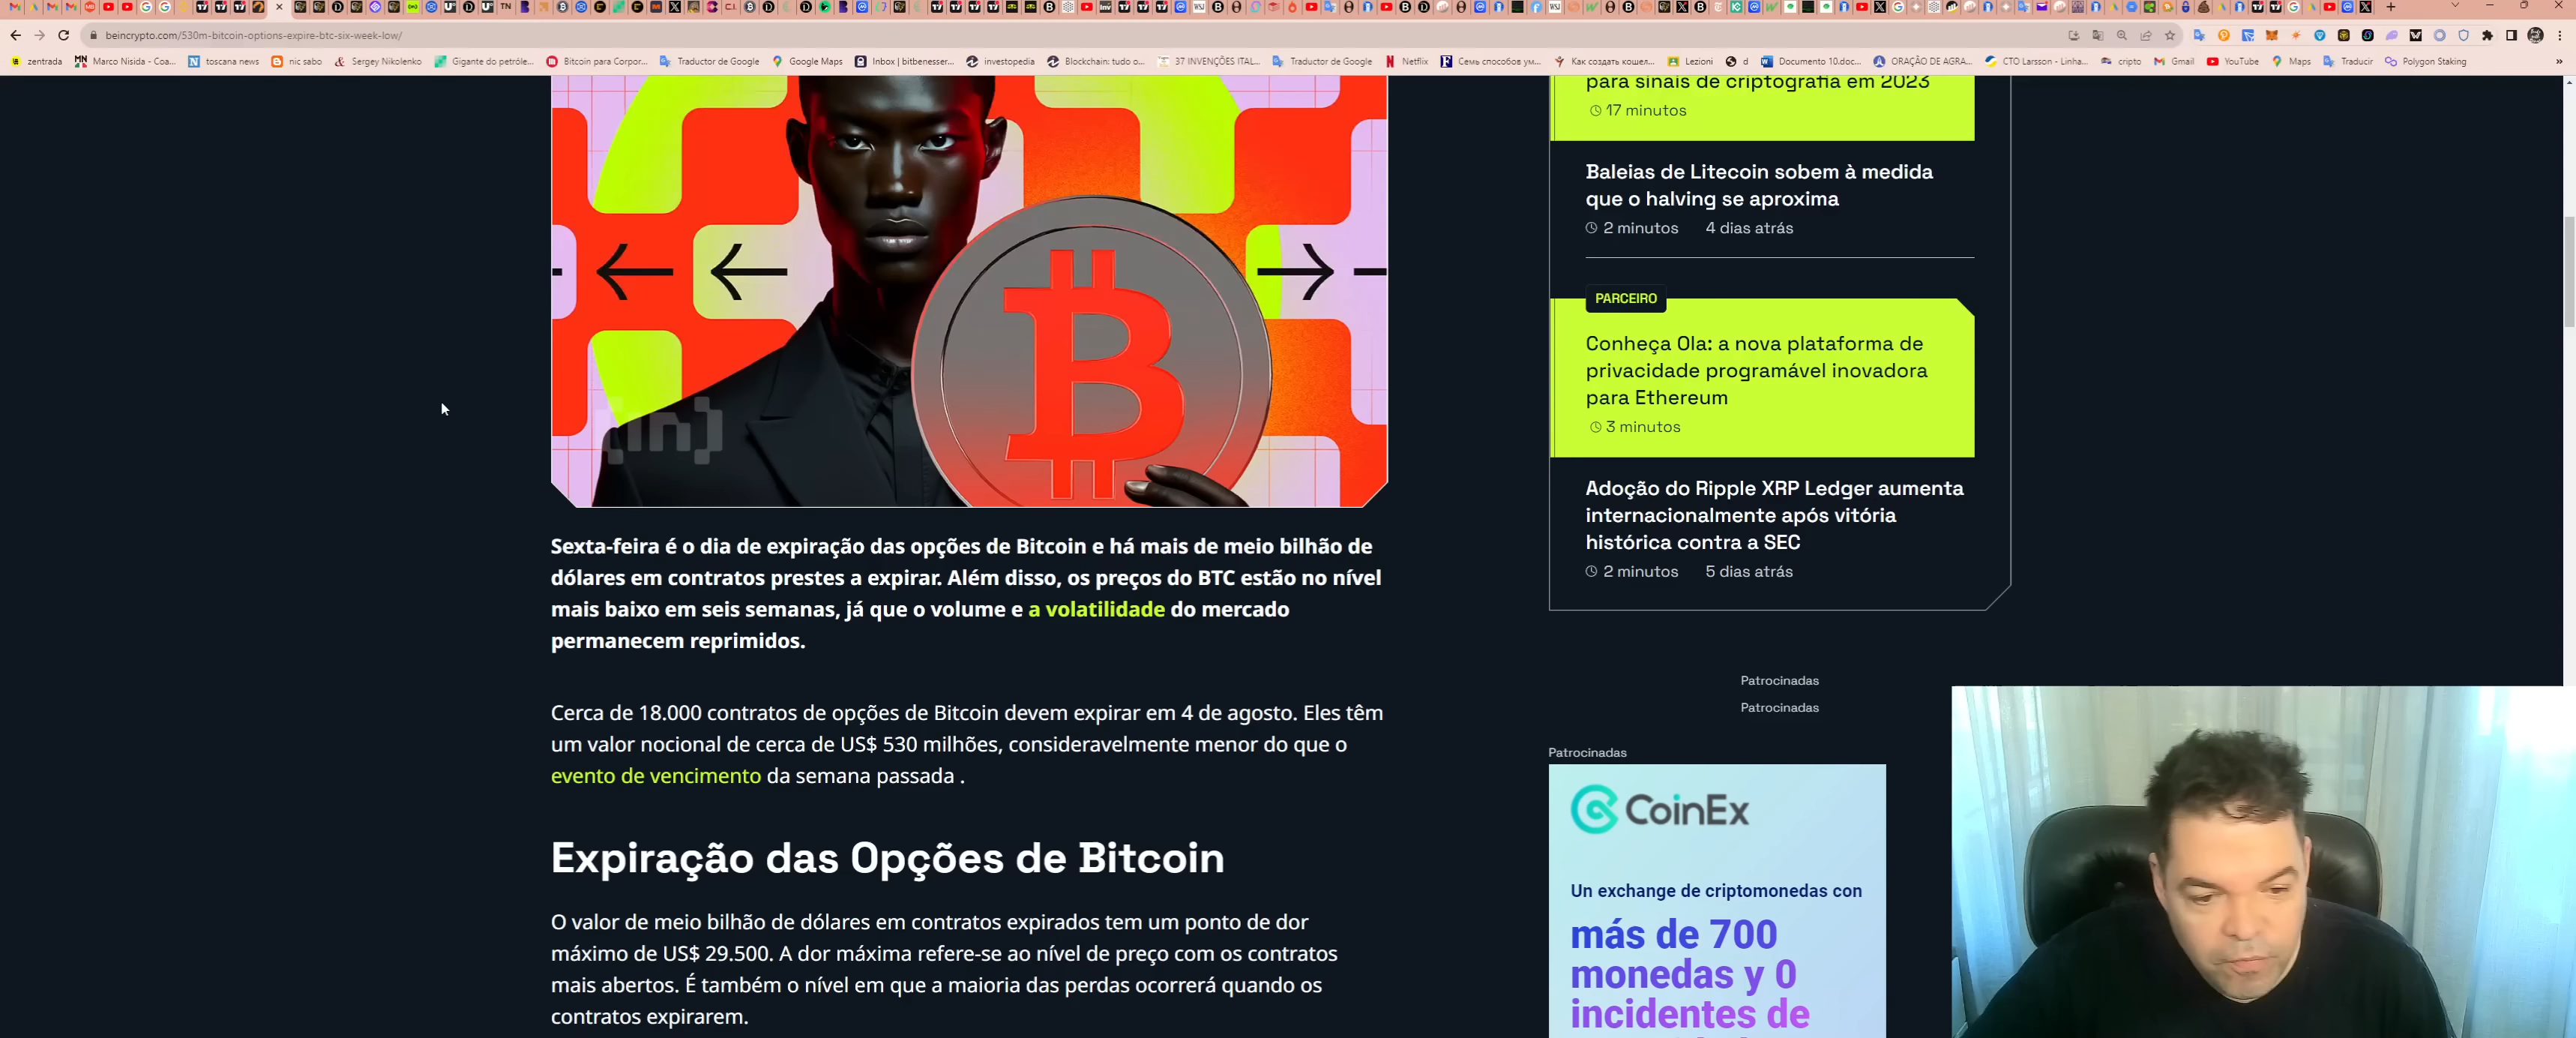 beincrypto.com/530m-bitcoin-options-expire-btc-six-week-low/
zentrada
Marco Nisida - Coa...
toscana news
nic sabo
Sergey Nikolenko
Gigante do petróle...
Bitcoin para Corpor...
Traductor de Google
Google Maps
Inbox | bitbenesser...
investopedia
Blockchain: tudo o...
37 INVENÇÕES ITAL...
Traductor de Google
Netflix
Семь способов ум...
Как создать кошел...
Lezioni
d
Documento 10.doc...
ORAÇÃO DE AGRA...
CTO Larsson - Linha...
cripto
Gmail
YouTube
Maps
Traducir
Polygon Staking
»
[in]
Sexta-feira é o dia de expiração das opções de Bitcoin e há mais de meio bilhão de
dólares em contratos prestes a expirar. Além disso, os preços do BTC estão no nível
mais baixo em seis semanas, já que o volume e a volatilidade do mercado
permanecem reprimidos.
Cerca de 18.000 contratos de opções de Bitcoin devem expirar em 4 de agosto. Eles têm
um valor nocional de cerca de US$ 530 milhões, consideravelmente menor do que o
evento de vencimento da semana passada .
Expiração das Opções de Bitcoin
O valor de meio bilhão de dólares em contratos expirados tem um ponto de dor
máximo de US$ 29.500. A dor máxima refere-se ao nível de preço com os contratos
mais abertos. É também o nível em que a maioria das perdas ocorrerá quando os
contratos expirarem.
para sinais de criptografia em 2023
17 minutos
Baleias de Litecoin sobem à medida
que o halving se aproxima
2 minutos 4 dias atrás
PARCEIRO
Conheça Ola: a nova plataforma de
privacidade programável inovadora
para Ethereum
3 minutos
Adoção do Ripple XRP Ledger aumenta
internacionalmente após vitória
histórica contra a SEC
2 minutos 5 dias atrás
Patrocinadas
Patrocinadas
Patrocinadas
CoinEx
Un exchange de criptomonedas con
más de 700
monedas y 0
incidentes de